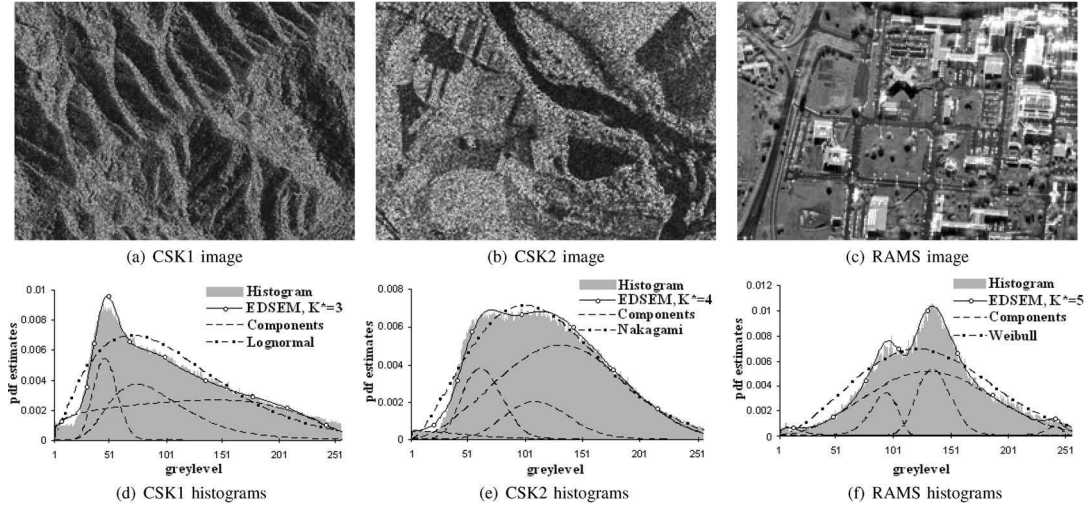 (a) CSK1 image
(b) CSK2 image
(c) RAMS image
0.01
0.008
0.006
0.004
0.002
0
pdf estimates
Histogram
EDSEM, K*=3
Components
Lognormal
1
51
101
151
201
251
greylevel
(d) CSK1 histograms
0.008
0.006
0.004
0.002
0
pdf estimates
Histogram
EDSEM, K*=4
Components
Nakagami
1
51
101
151
201
251
greylevel
(e) CSK2 histograms
0.012
0.01
0.008
0.006
0.004
0.002
0
pdf estimates
Histogram
EDSEM, K*=5
Components
Weibull
1
51
101
151
201
251
greylevel
(f) RAMS histograms